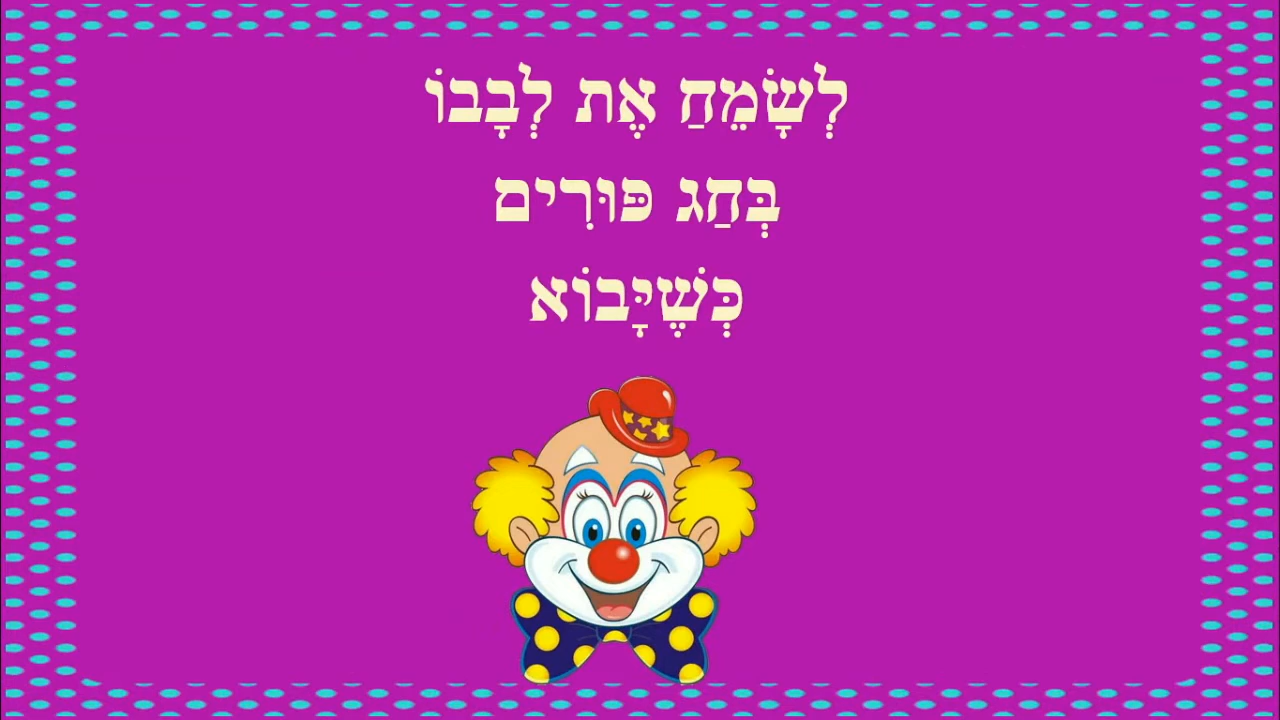 לְשָׂמֵחַ אֶת לְבָבוֹ
בְּחַג פּוּרִים
כְּשֶׁיָּבוֹא